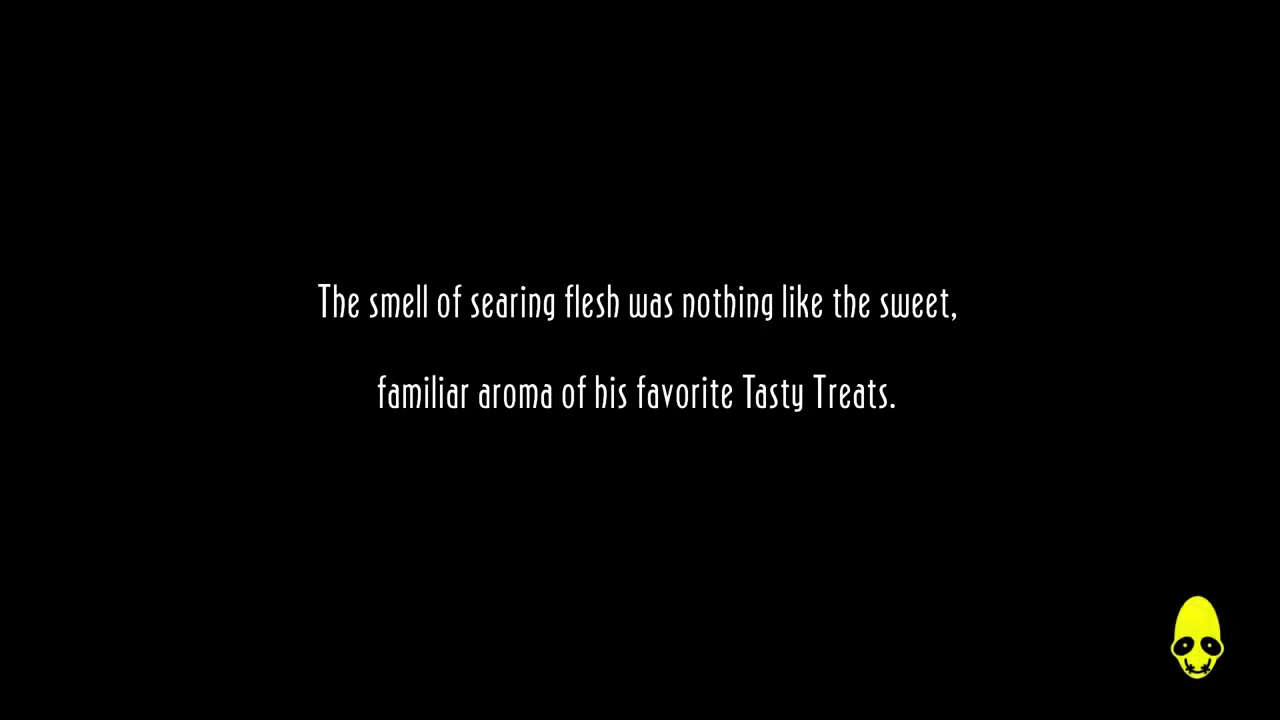 The smell of searing flesh was nothing like the sweet,
familiar aroma of his favorite Tasty Treats.